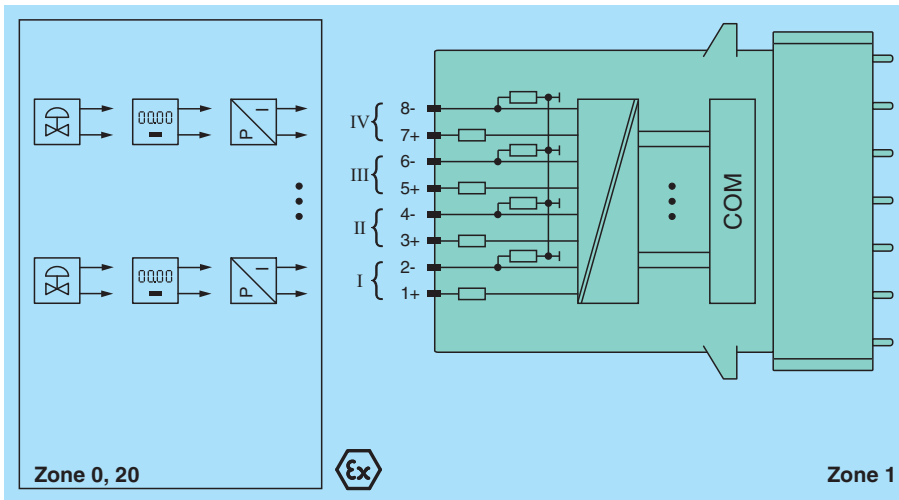 IV
8-
7+
III
6-
5+
II
4-
3+
I
2-
1+
00.00
P I
00.00
P I
COM
Zone 0, 20
Ex
Zone 1